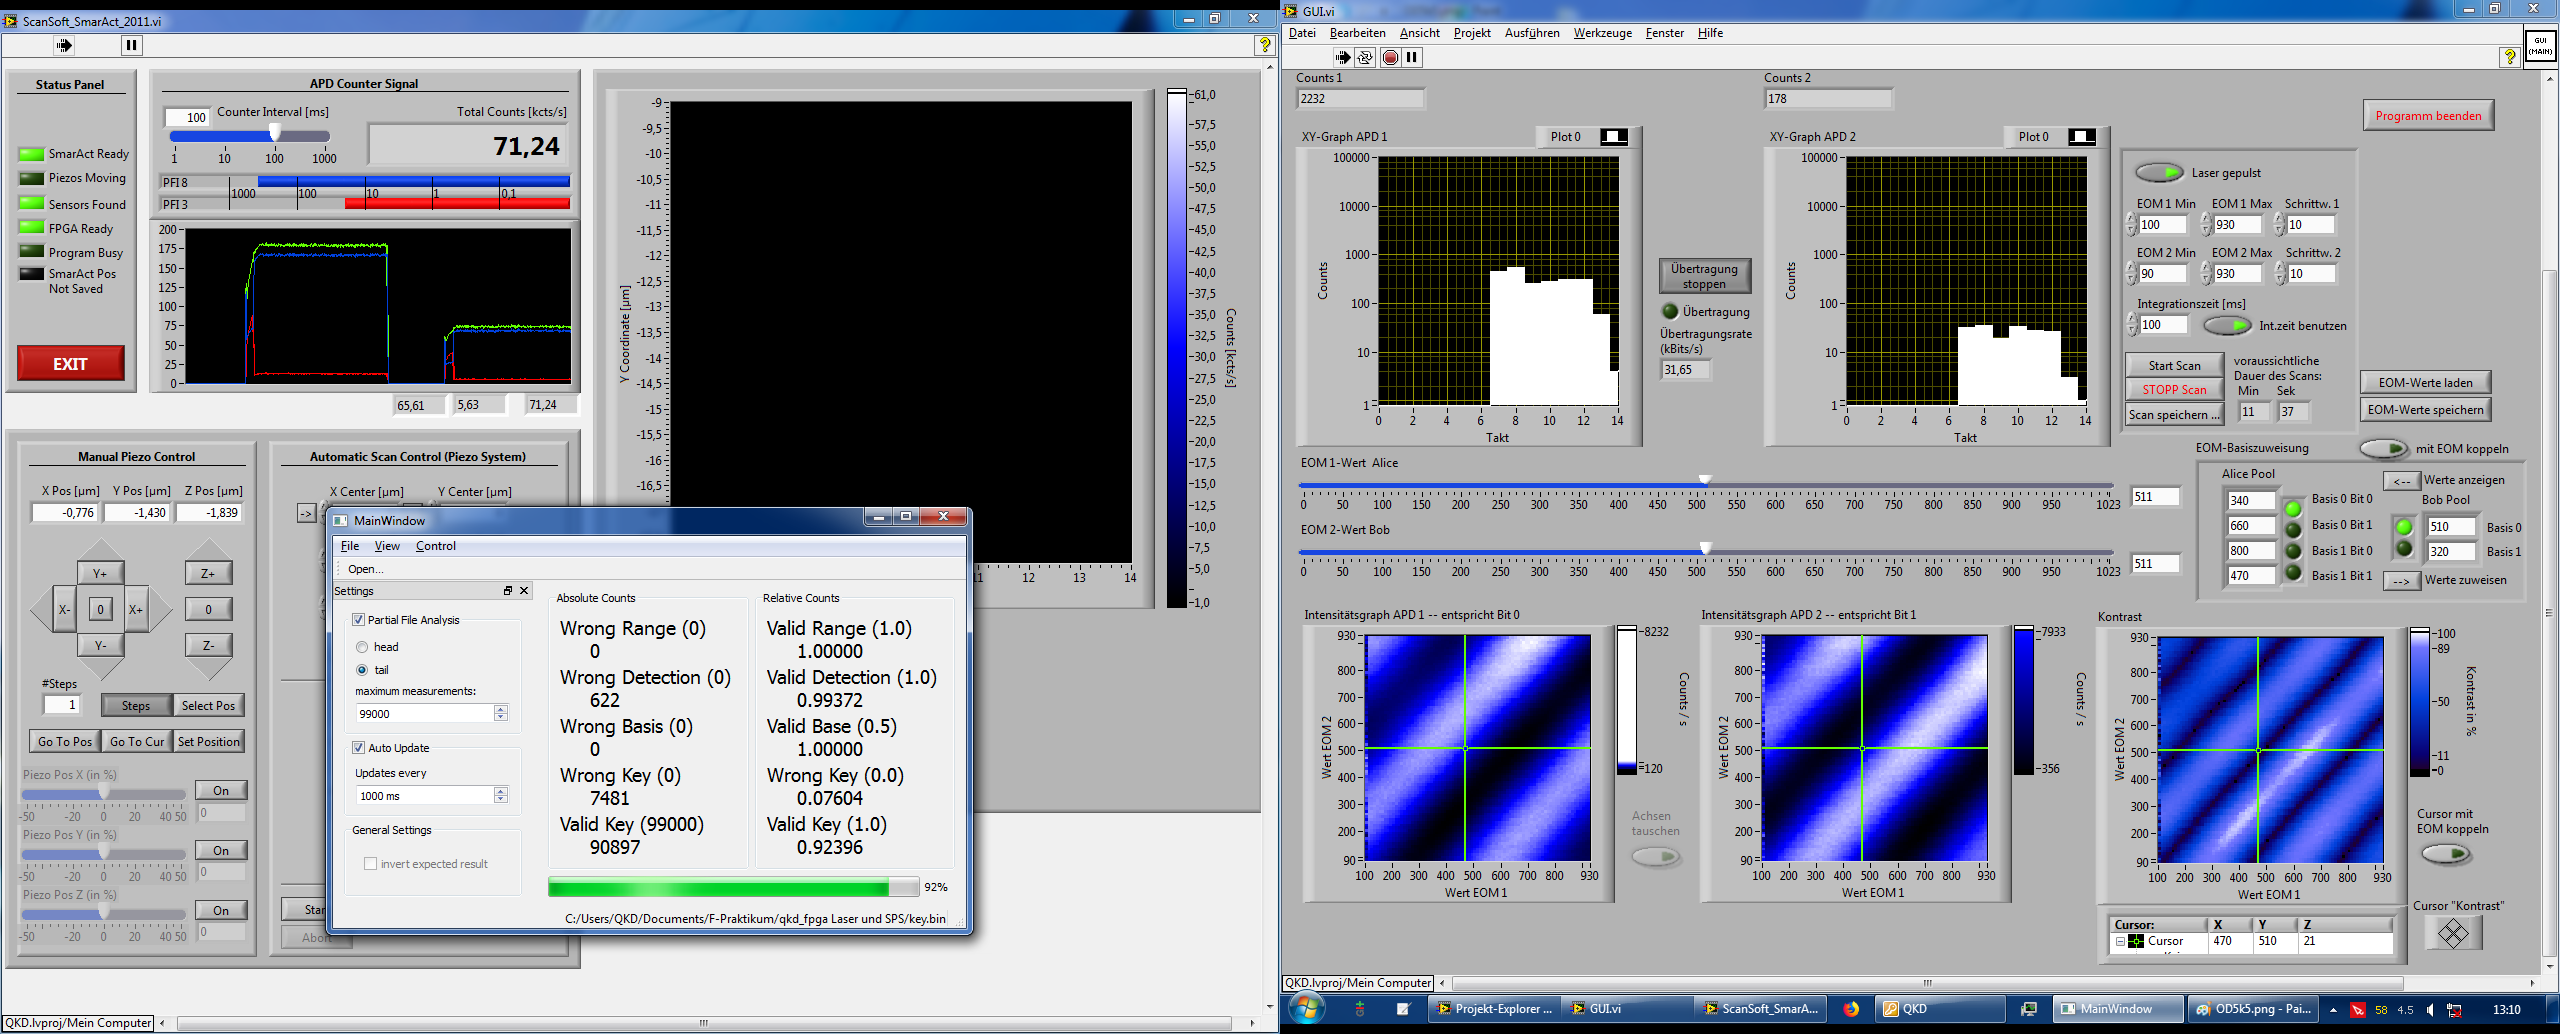 ScanSoft_SmarAct_2011.vi
Status Panel
SmarAct Ready
Piezos Moving
Sensors Found
FPGA Ready
Program Busy
SmarAct Pos
Not Saved
EXIT
APD Counter Signal
100
Counter Interval [ms]
1 10 100 1000
Total Counts [kcts/s]
71,24
PFI 8
1000 100 10 1 0,1
PFI 3
200
175
150
125
100
75
50
25
0
65,61 5,63 71,24
Y Coordinate [µm]
-9
-9,5
-10
-10,5
-11
-11,5
-12
-12,5
-13
-13,5
-14
-14,5
-15
-15,5
-16
-16,5
11 12 13 14
61,0
57,5
55,0
52,5
50,0
47,5
45,0
42,5
40,0
37,5
35,0
32,5
30,0
27,5
25,0
22,5
20,0
17,5
15,0
12,5
10,0
7,5
5,0
1,0
Counts [kcts/s]
Manual Piezo Control
X Pos [µm] Y Pos [µm] Z Pos [µm]
-0,776 -1,430 -1,839
Y+ Z+
X- 0 X+ 0
Y- Z-
#Steps
1 Steps Select Pos
Go To Pos Go To Cur Set Position
Piezo Pos X (in %)
On
-50 -20 0 20 40 50 0
Piezo Pos Y (in %)
On
-50 -20 0 20 40 50 0
Piezo Pos Z (in %)
On
-50 -20 0 20 40 50 0
Automatic Scan Control (Piezo System)
X Center [µm] Y Center [µm]
->
Star
Abort
MainWindow
File View Control
Open...
Settings
Partial File Analysis
head
tail
maximum measurements:
99000
Auto Update
Updates every
1000 ms
General Settings
invert expected result
Absolute Counts
Wrong Range (0)
0
Wrong Detection (0)
622
Wrong Basis (0)
0
Wrong Key (0)
7481
Valid Key (99000)
90897
Relative Counts
Valid Range (1.0)
1.00000
Valid Detection (1.0)
0.99372
Valid Base (0.5)
1.00000
Wrong Key (0.0)
0.07604
Valid Key (1.0)
0.92396
92%
C:/Users/QKD/Documents/F-Praktikum/qkd_fpga Laser und SPS/key.bin
QKD.lvproj/Mein Computer
GUI.vi
Datei Bearbeiten Ansicht Projekt Ausführen Werkzeuge Fenster Hilfe
GUI
(MAIN)
Counts 1
2232
Counts 2
178
Programm beenden
XY-Graph APD 1
Plot 0
Counts
100000
10000
1000
100
10
1
0 2 4 6 8 10 12 14
Takt
Übertragung
stoppen
Übertragung
Übertragungsrate
(kBits/s)
31,65
XY-Graph APD 2
Plot 0
Counts
100000
10000
1000
100
10
1
0 2 4 6 8 10 12 14
Takt
Laser gepulst
EOM 1 Min EOM 1 Max Schrittw. 1
100 930 10
EOM 2 Min EOM 2 Max Schrittw. 2
90 930 10
Integrationszeit [ms]
100 Int.zeit benutzen
Start Scan
STOPP Scan
Scan speichern ...
voraussichtliche
Dauer des Scans:
Min Sek
11 37
EOM-Werte laden
EOM-Werte speichern
EOM 1-Wert Alice
0 50 100 150 200 250 300 350 400 450 500 550 600 650 700 750 800 850 900 950 1023
511
EOM 2-Wert Bob
0 50 100 150 200 250 300 350 400 450 500 550 600 650 700 750 800 850 900 950 1023
511
EOM-Basiszuweisung
mit EOM koppeln
Alice Pool
340 Basis 0 Bit 0
660 Basis 0 Bit 1
800 Basis 1 Bit 0
470 Basis 1 Bit 1
<-- Werte anzeigen
Bob Pool
510 Basis 0
320 Basis 1
--> Werte zuweisen
Intensitätsgraph APD 1 -- entspricht Bit 0
Wert EOM 2
930
800
700
600
500
400
300
200
90
100 200 300 400 500 600 700 800 930
Wert EOM 1
8232
120
Counts / s
Achsen
tauschen
Intensitätsgraph APD 2 -- entspricht Bit 1
Wert EOM 2
930
800
700
600
500
400
300
200
90
100 200 300 400 500 600 700 800 930
Wert EOM 1
7933
356
Counts / s
Kontrast
Wert EOM 2
930
800
700
600
500
400
300
200
90
100 200 300 400 500 600 700 800 930
Wert EOM 1
100
89
50
11
0
Kontrast in %
Cursor mit
EOM koppeln
Cursor "Kontrast"
Cursor: X Y Z
Cursor 470 510 21
QKD.lvproj/Mein Computer
Projekt-Explorer ... GUI.vi ScanSoft_SmarA... QKD MainWindow OD5k5.png - Pai... 58 4.5 13:10